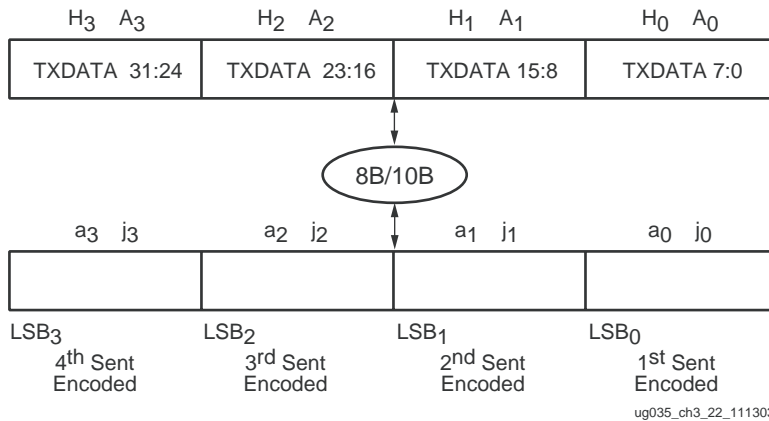 H3 A3 H2 A2 H1 A1 H0 A0
TXDATA 31:24 TXDATA 23:16 TXDATA 15:8 TXDATA 7:0
8B/10B
a3 j3 a2 j2 a1 j1 a0 j0
LSB3 LSB2 LSB1 LSB0
4th Sent 3rd Sent 2nd Sent 1st Sent
Encoded Encoded Encoded Encoded
ug035_ch3_22_111303